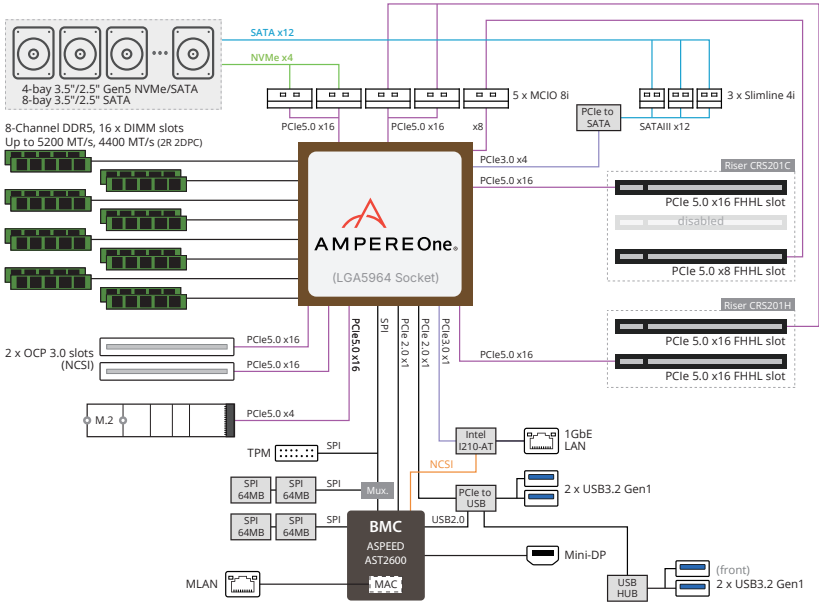 SATA x12
NVMe x4
4-bay 3.5"/2.5" Gen5 NVMe/SATA
8-bay 3.5"/2.5" SATA
5 x MCIO 8i
3 x Slimline 4i
PCIe to
SATA
PCIe5.0 x16
PCIe5.0 x16
x8
SATAIII x12
8-Channel DDR5, 16 x DIMM slots
Up to 5200 MT/s, 4400 MT/s (2R 2DPC)
PCIe3.0 x4
PCIe5.0 x16
Riser CRS201C
PCIe 5.0 x16 FHHL slot
disabled
PCIe 5.0 x8 FHHL slot
AMPEREOne®
(LGA5964 Socket)
Riser CRS201H
PCIe 5.0 x16 FHHL slot
PCIe 5.0 x16 FHHL slot
PCIe5.0 x16
2 x OCP 3.0 slots
(NCSI)
PCIe5.0 x16
PCIe5.0 x16
PCIe5.0 x16
SPI
PCIe 2.0 x1
PCIe 2.0 x1
PCIe3.0 x1
M.2
PCIe5.0 x4
Intel
I210-AT
1GbE
LAN
TPM
SPI
NCSI
SPI
64MB
SPI
64MB
SPI
Mux.
PCIe to
USB
2 x USB3.2 Gen1
SPI
64MB
SPI
64MB
SPI
USB2.0
BMC
ASPEED
AST2600
MAC
Mini-DP
MLAN
USB
HUB
(front)
2 x USB3.2 Gen1